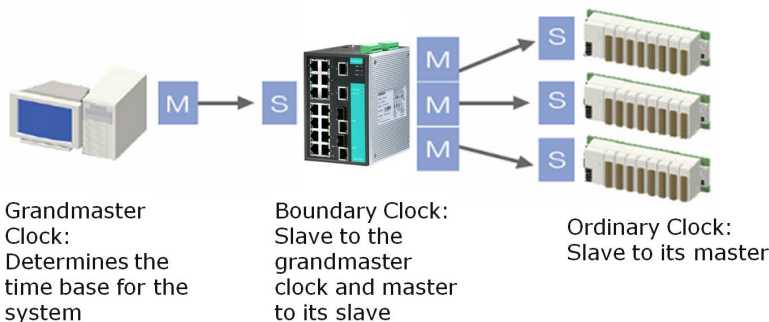 M
S
M
M
M
S
S
S
Grandmaster
Clock:
Determines the
time base for the
system
Boundary Clock:
Slave to the
grandmaster
clock and master
to its slave
Ordinary Clock:
Slave to its master